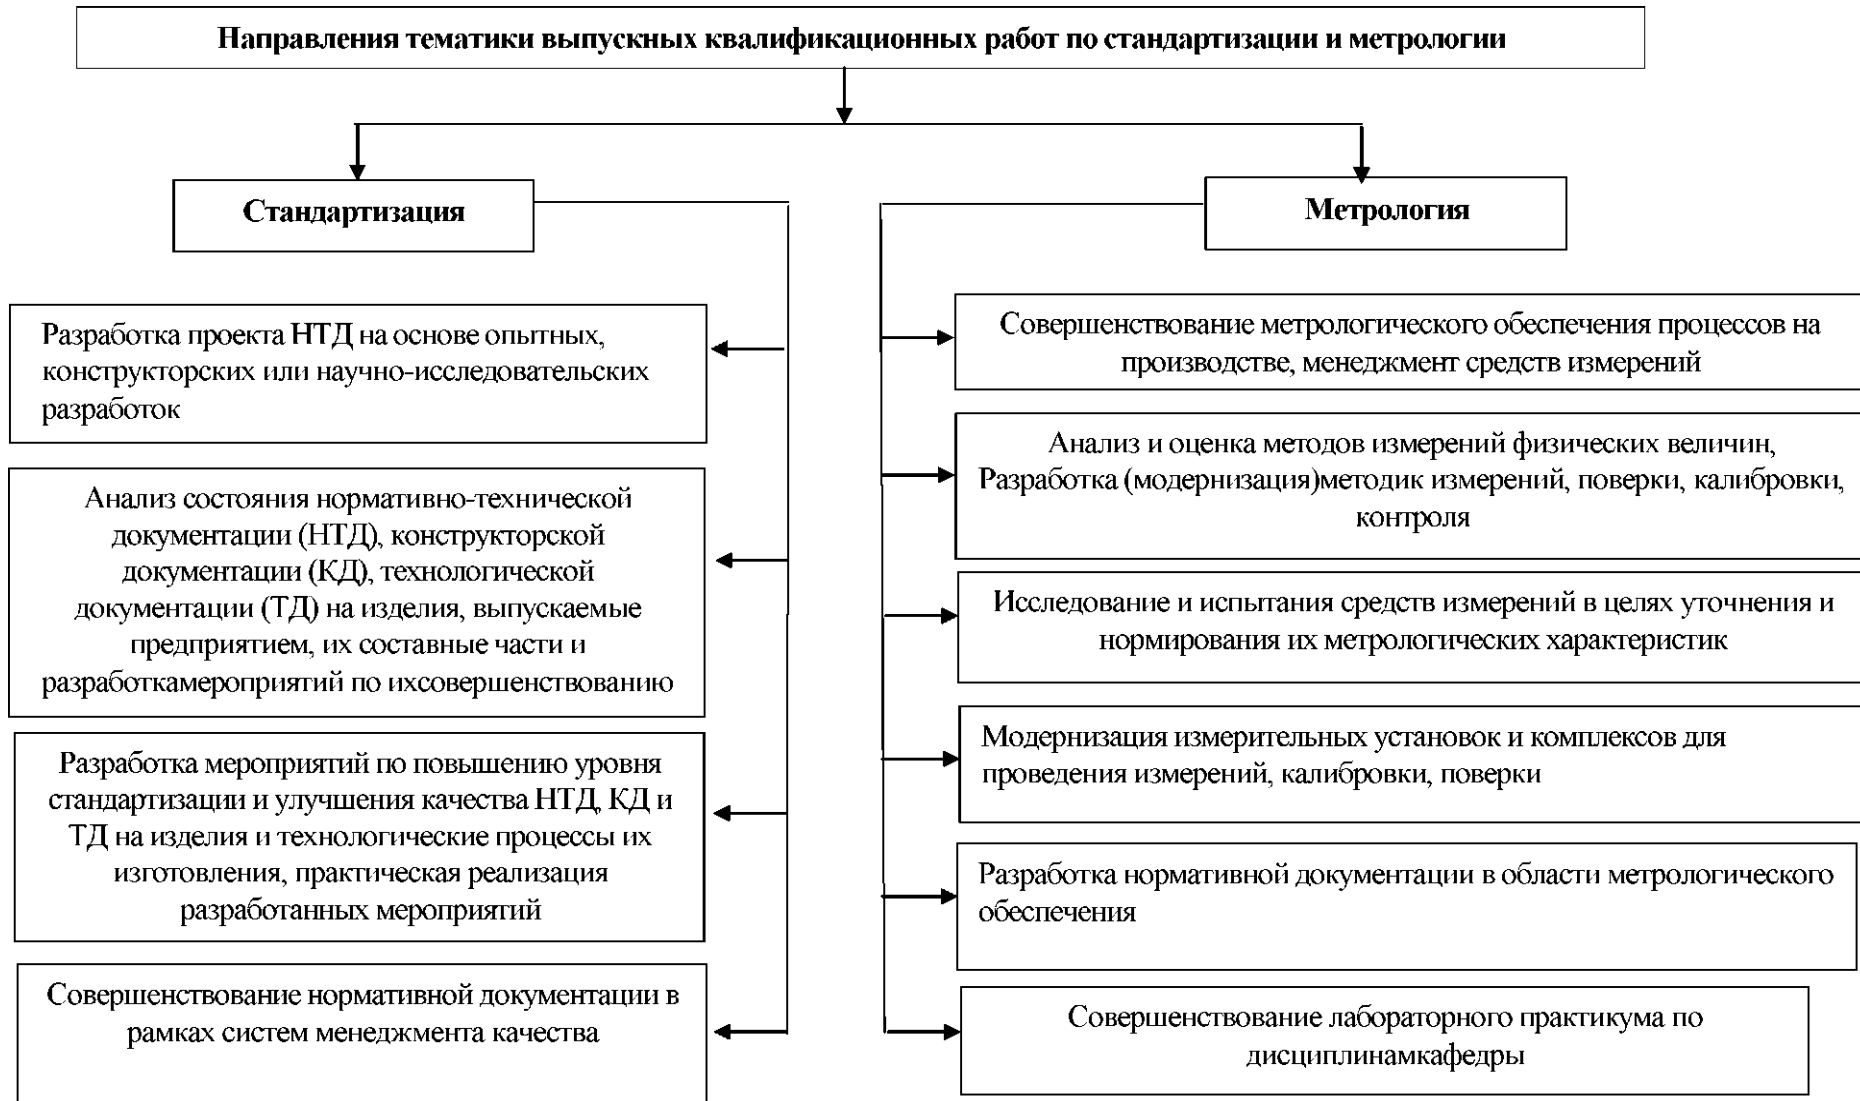 Направления тематики выпускных квалификационных работ по стандартизации и метрологии
Стандартизация
Метрология
Разработка проекта НТД на основе опытных,
конструкторских или научно-исследовательских
разработок
Анализ состояния нормативно-технической
документации (НТД), конструкторской
документации (КД), технологической
документации (ТД) на изделия, выпускаемые
предприятием, их составные части и
разработкамероприятий по ихсовершенствованию
Разработка мероприятий по повышению уровня
стандартизации и улучшения качества НТД, КД и
ТД на изделия и технологические процессы их
изготовления, практическая реализация
разработанных мероприятий
Совершенствование нормативной документации в
рамках систем менеджмента качества
Совершенствование метрологического обеспечения процессов на
производстве, менеджмент средств измерений
Анализ и оценка методов измерений физических величин,
Разработка (модернизация)методик измерений, поверки, калибровки,
контроля
Исследование и испытания средств измерений в целях уточнения и
нормирования их метрологических характеристик
Модернизация измерительных установок и комплексов для
проведения измерений, калибровки, поверки
Разработка нормативной документации в области метрологического
обеспечения
Совершенствование лабораторного практикума по
дисциплинамкафедры